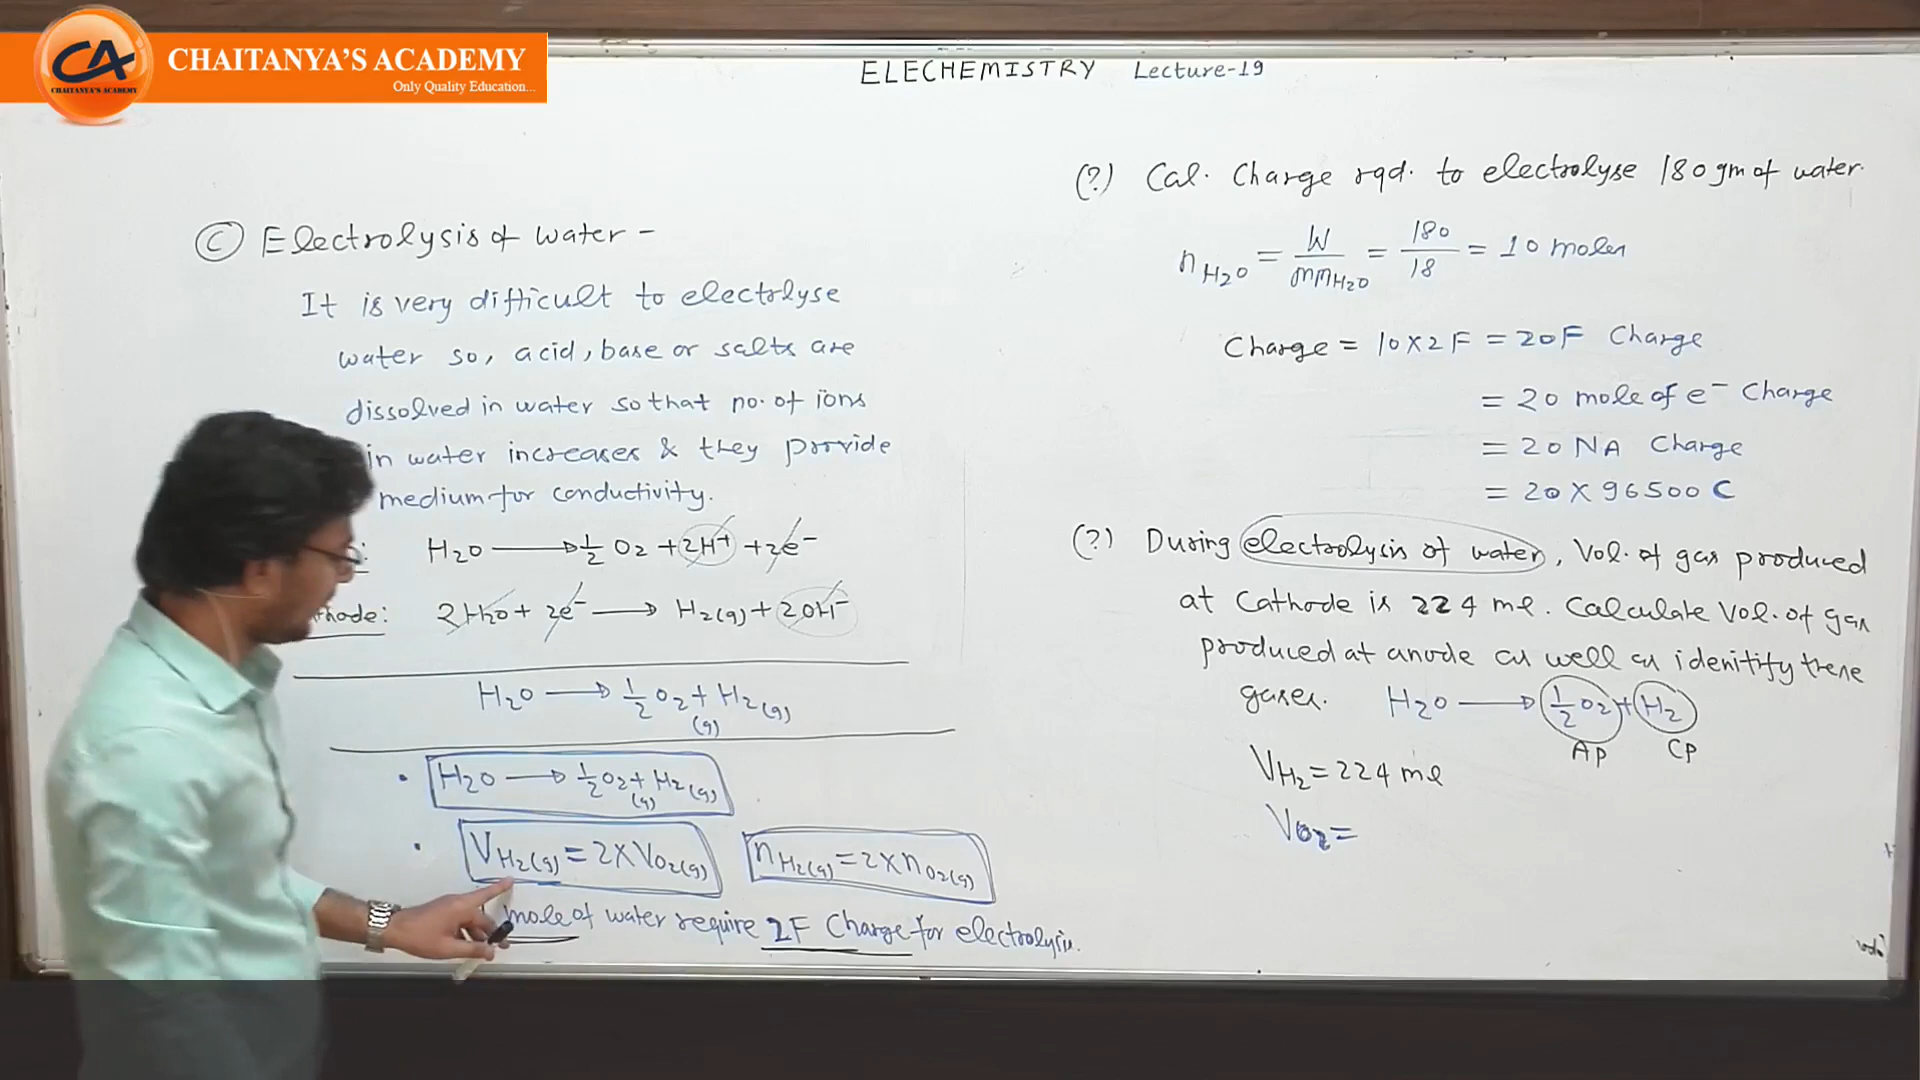 CA
CHAITANYA'S ACADEMY
CHAITANYA'S ACADEMY
Only Quality Education...
ELECHEMISTRY Lecture-19
Ⓒ Electrolysis of water -
It is very difficult to electrolyse
water so, acid, base or salts are
dissolved in water so that no. of ions
in water increases & they provide
medium for conductivity.
: H2O → 1/2 O2 + 2H+ + 2e-
thode: 2H2O + 2e- → H2(g) + 2OH-
H2O → 1/2 O2(g) + H2(g)
• H2O → 1/2 O2(g) + H2(g)
• VH2(g) = 2 X VO2(g) nH2(g) = 2 X nO2(g)
mole of water require 2F Charge for electrolysis.
(?) Cal. Charge rqd. to electrolyse 180 gm of water.
nH2O = W/mmH2O = 180/18 = 10 moles
Charge = 10 X 2F = 20F Charge
= 20 mole of e- Charge
= 20 NA Charge
= 20 X 96500 C
(?) During electrolysis of water, Vol. of gas produced
at Cathode is 224 ml. Calculate Vol. of gas
produced at anode as well as idenitify these
gases. H2O → 1/2 O2 + H2
AP CP
VH2 = 224 ml
VO2 =